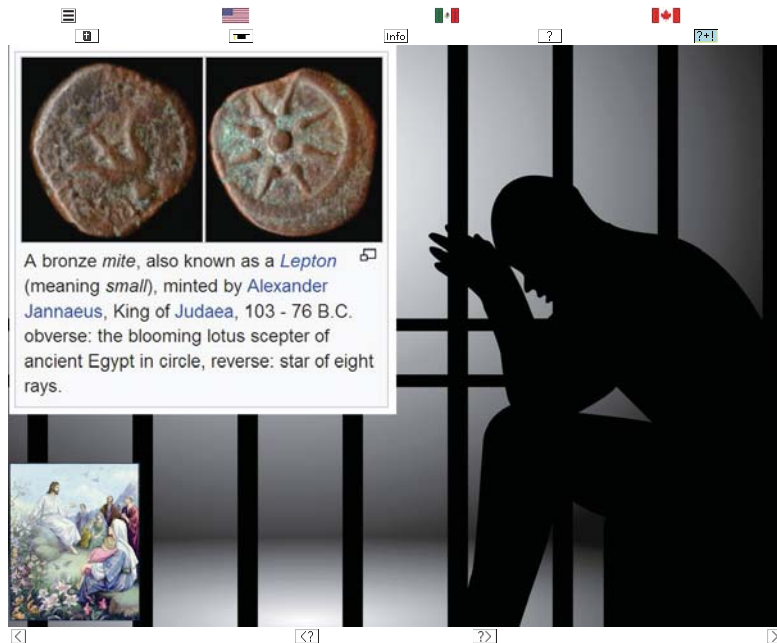 Info ? ?+!
A bronze mite, also known as a Lepton
(meaning small), minted by Alexander
Jannaeus, King of Judaea, 103 - 76 B.C.
obverse: the blooming lotus scepter of
ancient Egypt in circle, reverse: star of eight
rays.
< <? ?> >